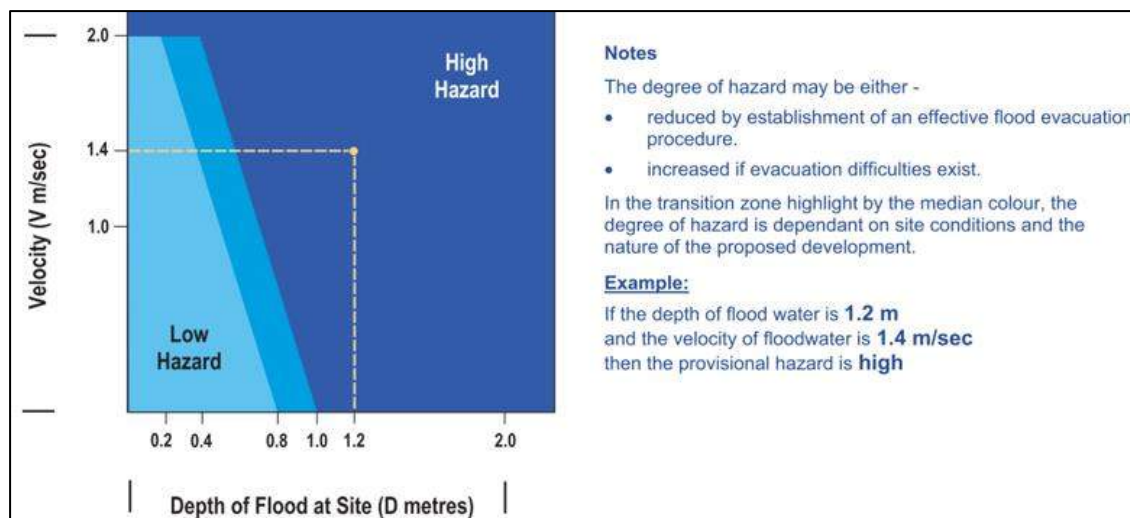 2.0
1.4
1.0
Velocity (V m/sec)
High
Hazard
Low
Hazard
0.2 0.4 0.8 1.0 1.2 2.0
Depth of Flood at Site (D metres)
Notes
The degree of hazard may be either -
• reduced by establishment of an effective flood evacuation
procedure.
• increased if evacuation difficulties exist.
In the transition zone highlight by the median colour, the
degree of hazard is dependant on site conditions and the
nature of the proposed development.
Example:
If the depth of flood water is 1.2 m
and the velocity of floodwater is 1.4 m/sec
then the provisional hazard is high